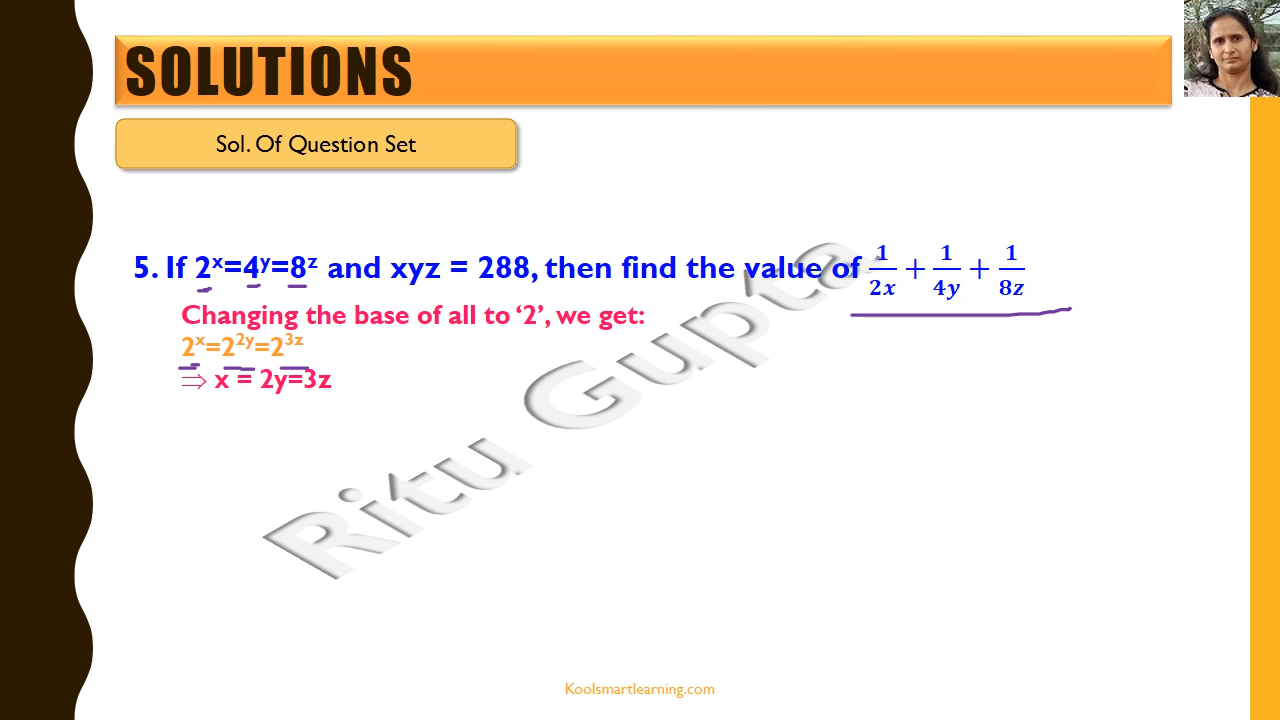 SOLUTIONS
Sol. Of Question Set
5. If 2ˣ=4ʸ=8ᶻ and xyz = 288, then find the value of 1/2x + 1/4y + 1/8z
Changing the base of all to ‘2’, we get:
2ˣ=2²ʸ=2³ᶻ
⇒ x = 2y=3z
Ritu Gupta
Koolsmartlearning.com